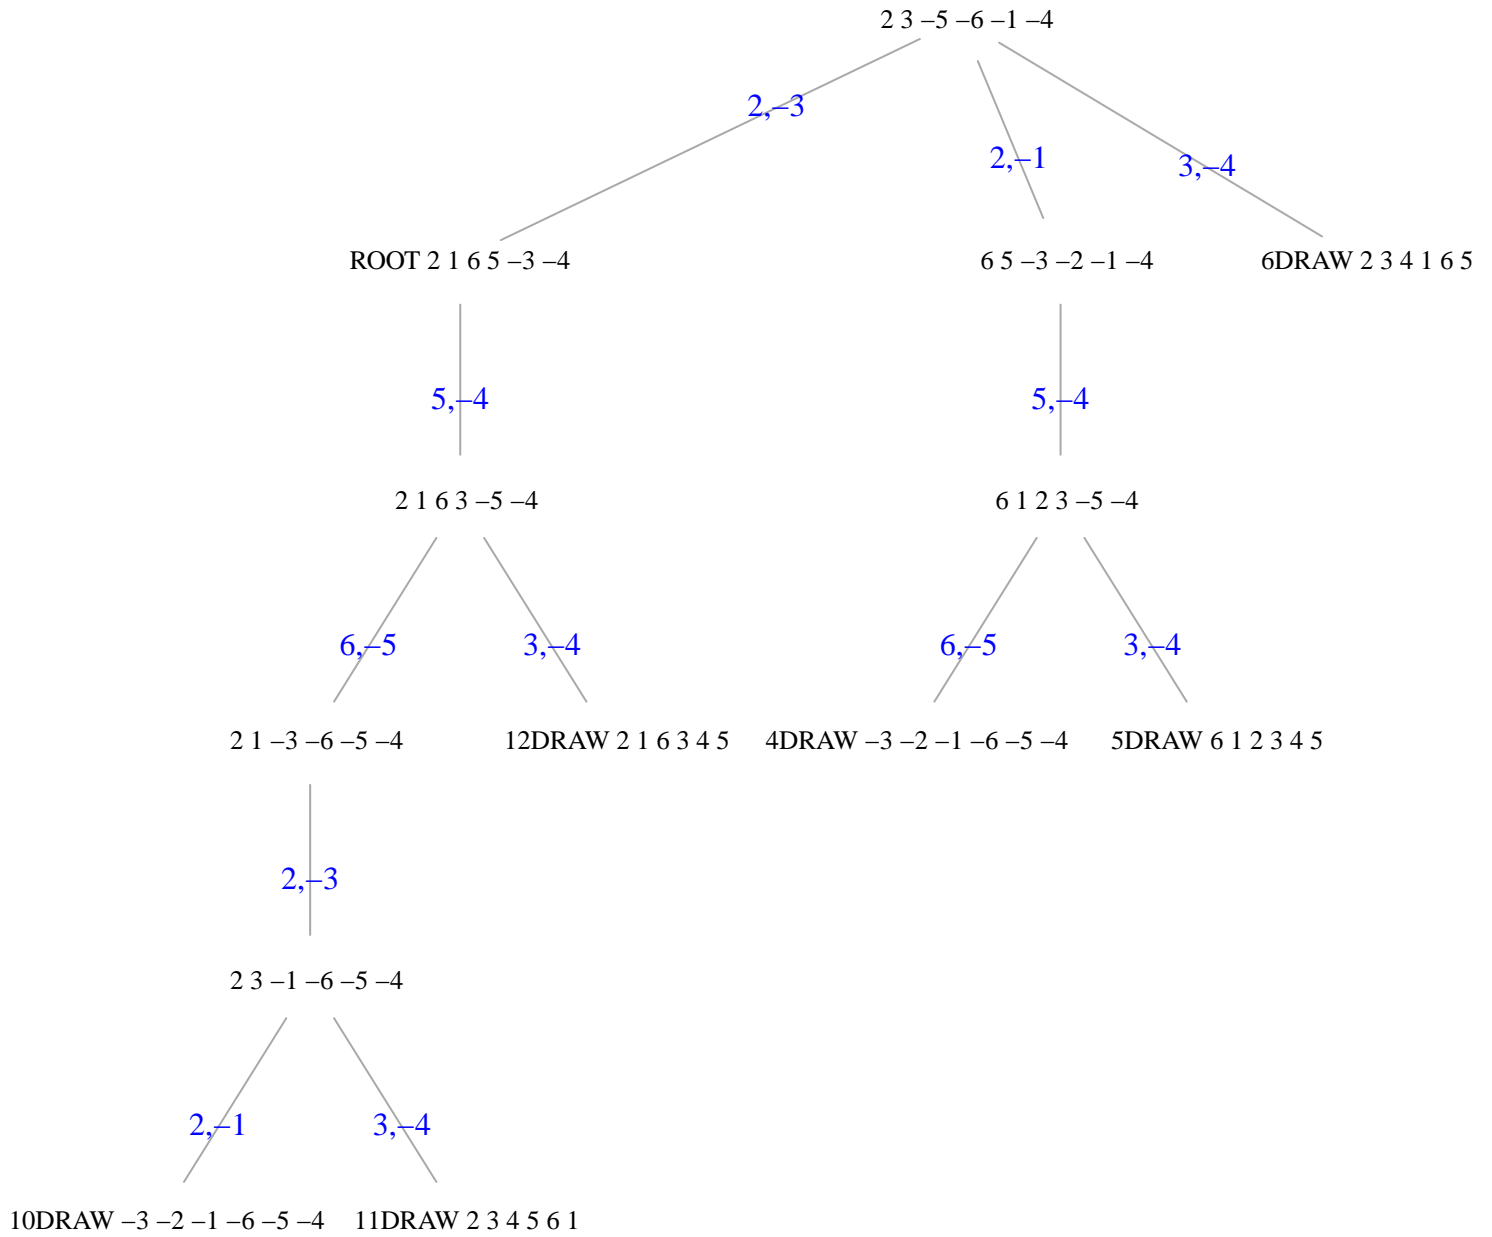 2 3 –5 –6 –1 –4
2,–3
2,–1
3,–4
ROOT 2 1 6 5 –3 –4
6 5 –3 –2 –1 –4
6DRAW 2 3 4 1 6 5
5,–4
5,–4
2 1 6 3 –5 –4
6 1 2 3 –5 –4
6,–5
3,–4
6,–5
3,–4
2 1 –3 –6 –5 –4
12DRAW 2 1 6 3 4 5
4DRAW –3 –2 –1 –6 –5 –4
5DRAW 6 1 2 3 4 5
2,–3
2 3 –1 –6 –5 –4
2,–1
3,–4
10DRAW –3 –2 –1 –6 –5 –4
11DRAW 2 3 4 5 6 1